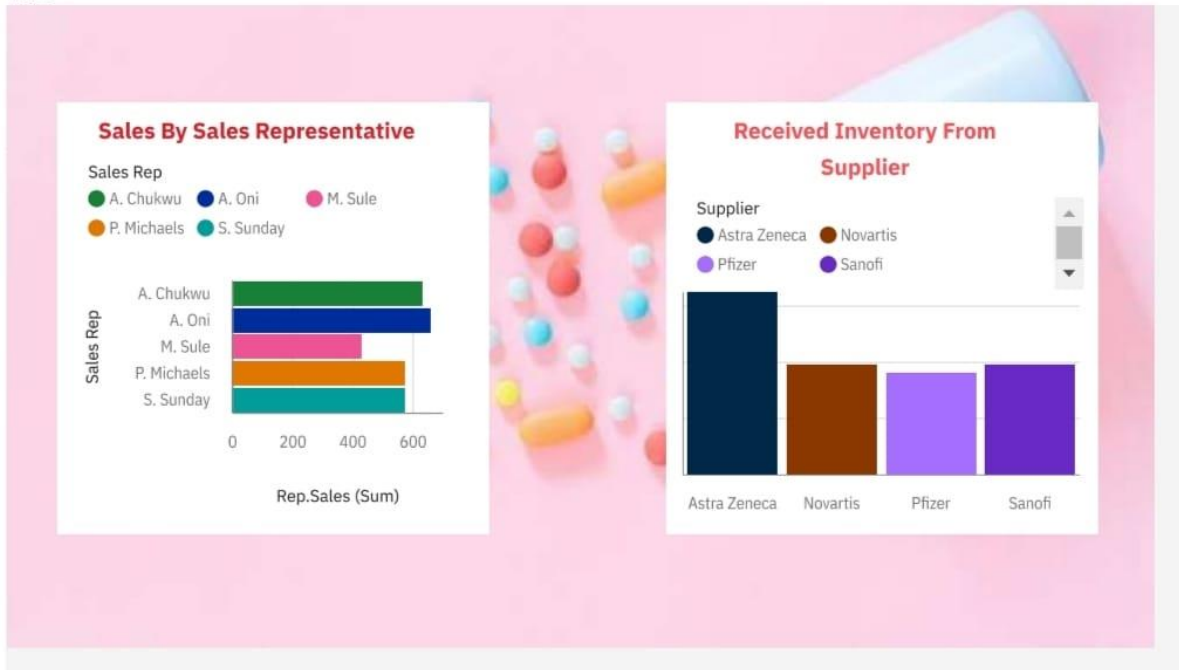 Sales By Sales Representative
Sales Rep
A. Chukwu A. Oni M. Sule
P. Michaels S. Sunday
Sales Rep
A. Chukwu
A. Oni
M. Sule
P. Michaels
S. Sunday
0 200 400 600
Rep.Sales (Sum)
Received Inventory From
Supplier
Supplier
Astra Zeneca Novartis
Pfizer Sanofi
Astra Zeneca Novartis Pfizer Sanofi